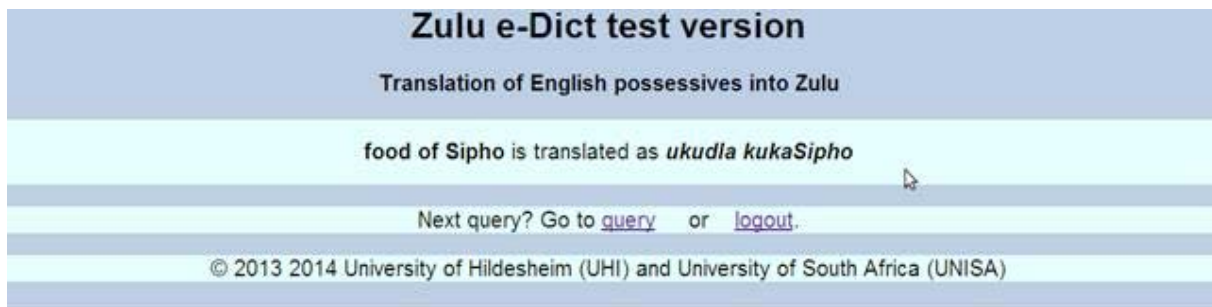 Zulu e-Dict test version
Translation of English possessives into Zulu
food of Sipho is translated as ukudla kukaSipho
Next query? Go to query or logout.
© 2013 2014 University of Hildesheim (UHI) and University of South Africa (UNISA)